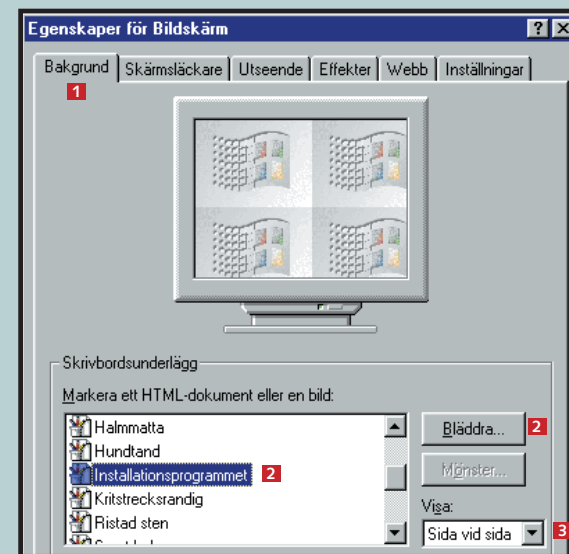 Egenskaper för Bildskärm
Bakgrund Skärmsläckare Utseende Effekter Webb Inställningar
1
Skrivbordsunderlägg
Markera ett HTML-dokument eller en bild:
Halmmatta
Hundtand
Installationsprogrammet 2
Kritstrecksrandig
Ristad sten
Bläddra... 2
Mönster...
Visa:
Sida vid sida 3